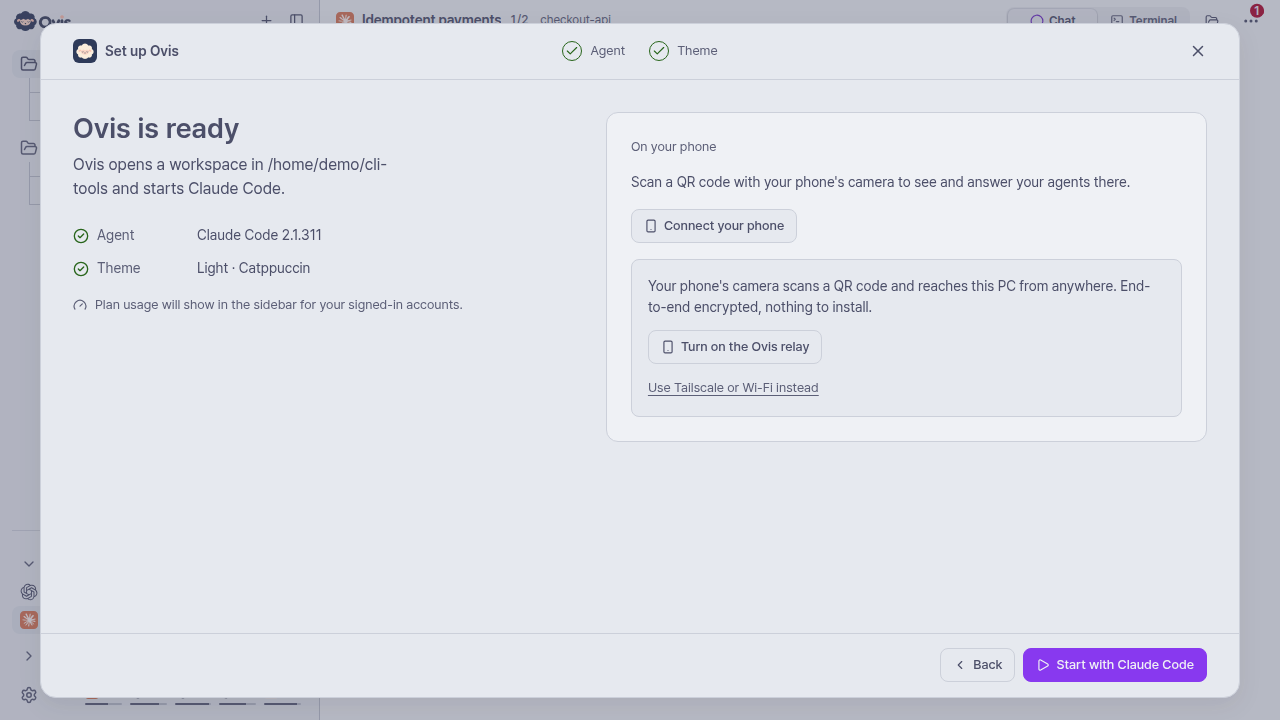 Ovis
Idempotent payments 1/2 checkout-api
Chat
Terminal
1
Set up Ovis
Agent
Theme
Ovis is ready
Ovis opens a workspace in /home/demo/cli-
tools and starts Claude Code.
Agent Claude Code 2.1.311
Theme Light · Catppuccin
Plan usage will show in the sidebar for your signed-in accounts.
On your phone
Scan a QR code with your phone's camera to see and answer your agents there.
Connect your phone
Your phone's camera scans a QR code and reaches this PC from anywhere. End-
to-end encrypted, nothing to install.
Turn on the Ovis relay
Use Tailscale or Wi-Fi instead
Back
Start with Claude Code